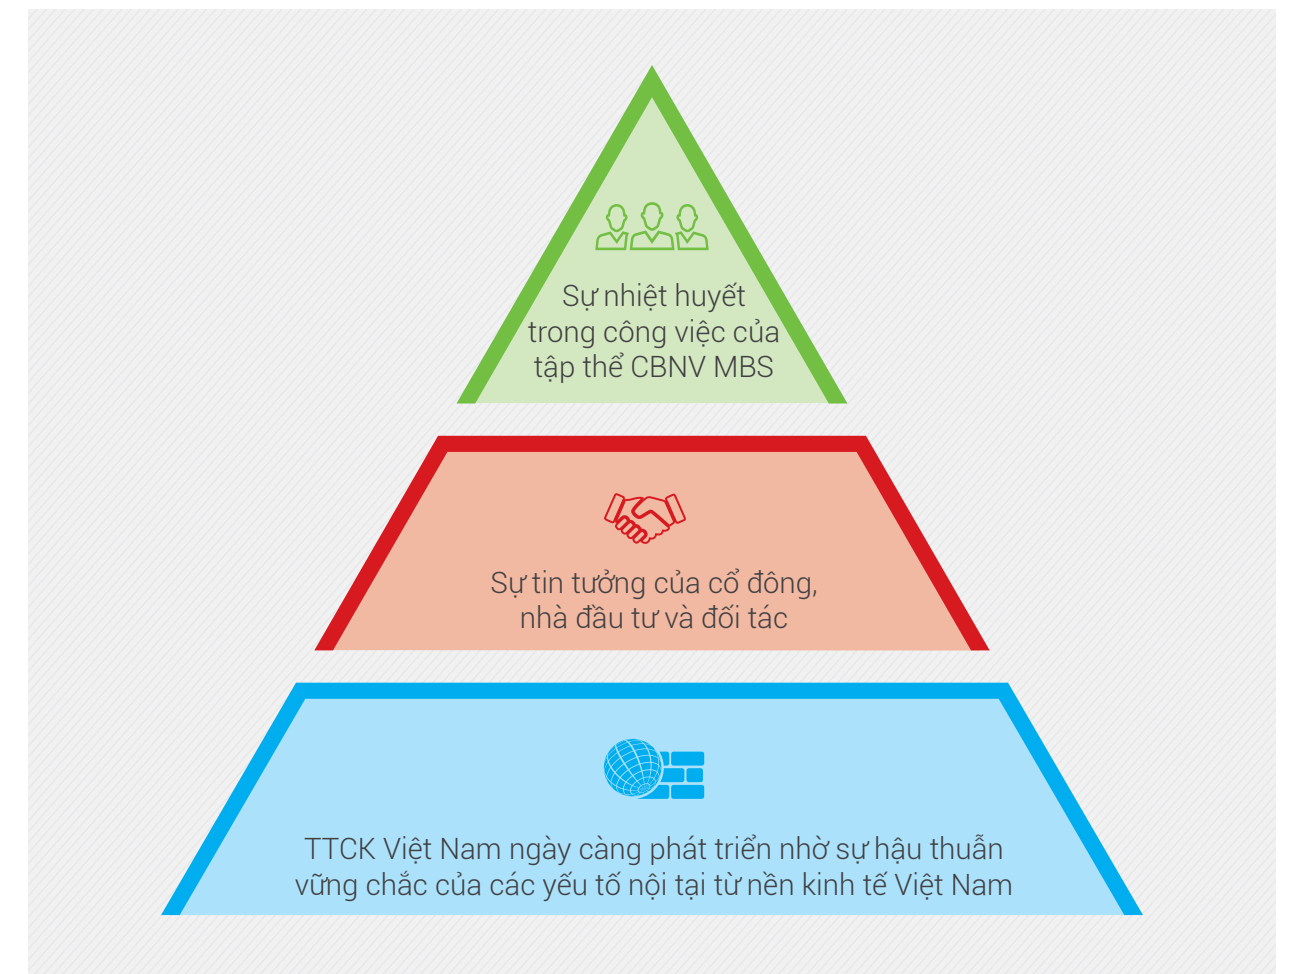 Sự nhiệt huyết
trong công việc của
tập thể CBNV MBS
Sự tin tưởng của cổ đông,
nhà đầu tư và đối tác
TTCK Việt Nam ngày càng phát triển nhờ sự hậu thuẫn
vững chắc của các yếu tố nội tại từ nền kinh tế Việt Nam